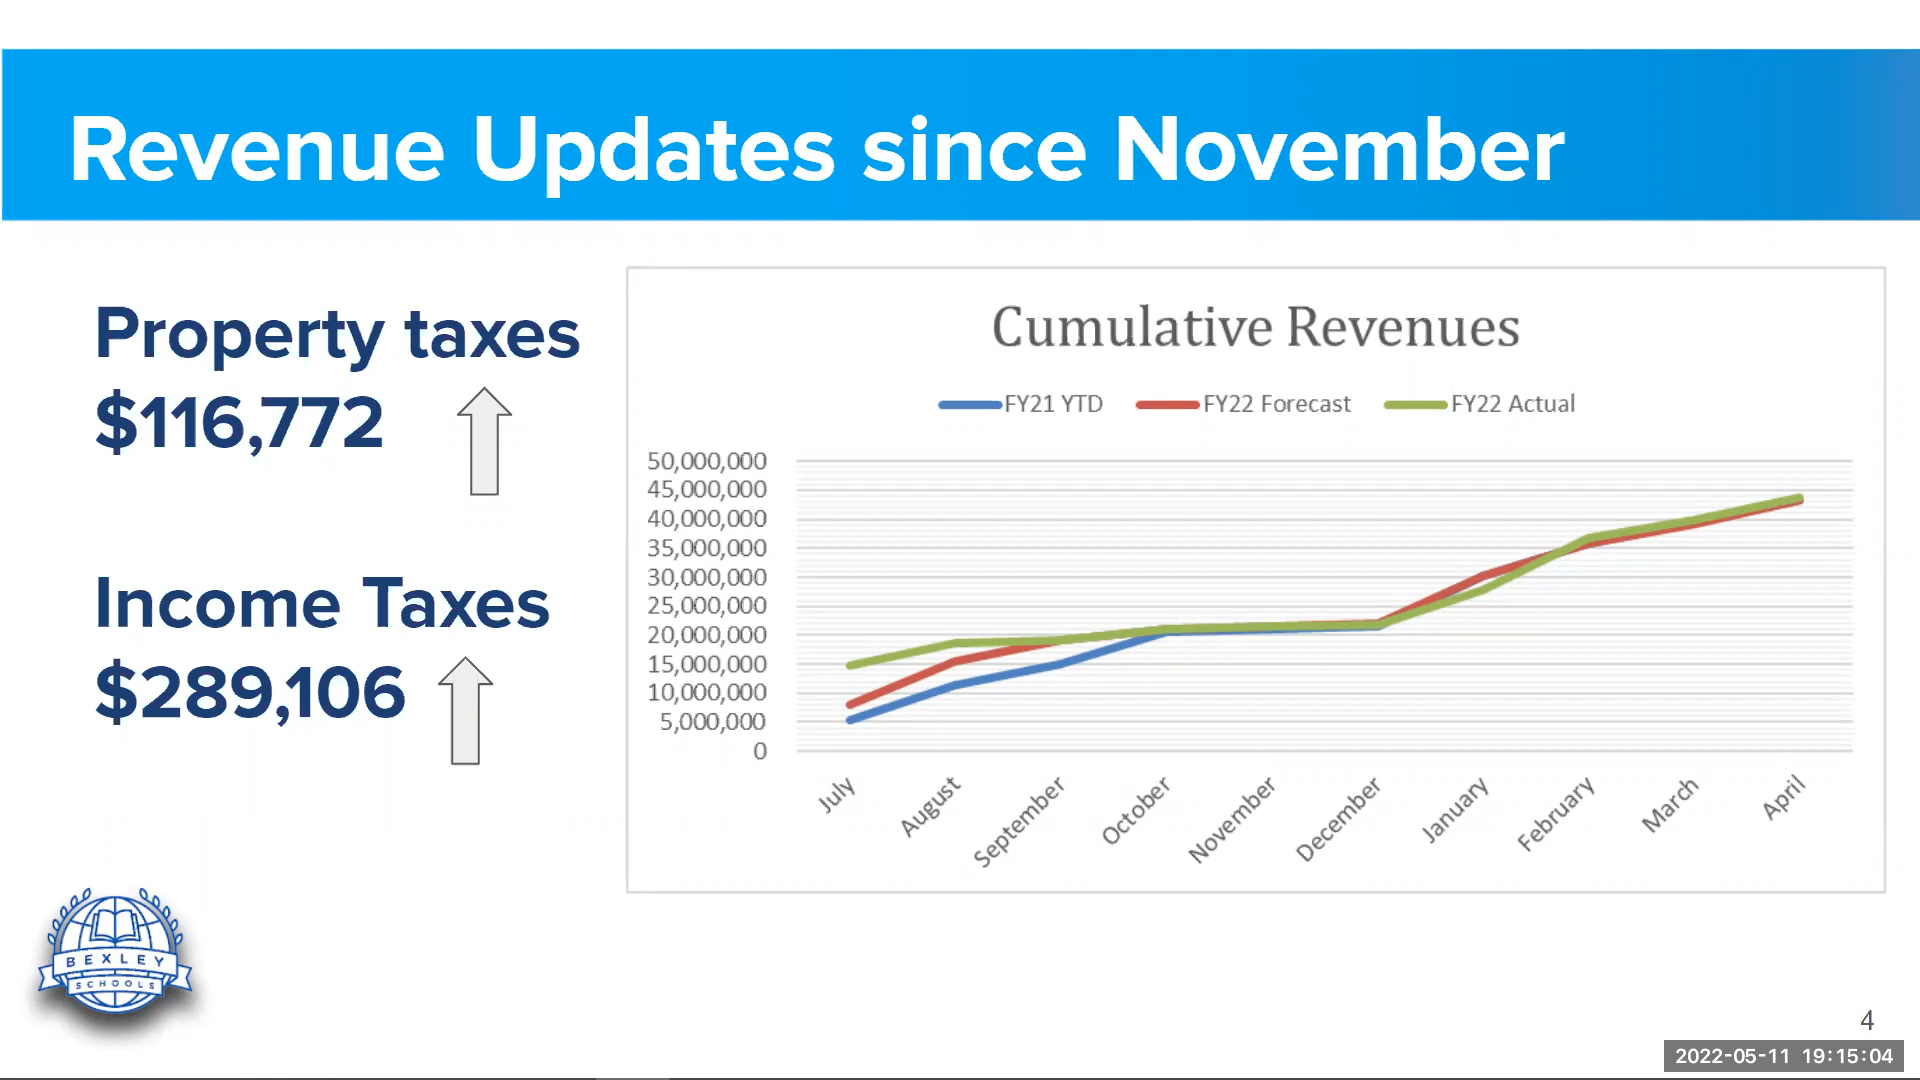 Revenue Updates since November
Property taxes
$116,772
Income Taxes
$289,106
Cumulative Revenues
FY21 YTD FY22 Forecast FY22 Actual
50,000,000
45,000,000
40,000,000
35,000,000
30,000,000
25,000,000
20,000,000
15,000,000
10,000,000
5,000,000
0
July August September October November December January February March April
BEXLEY
SCHOOLS
4
2022-05-11 19:15:04